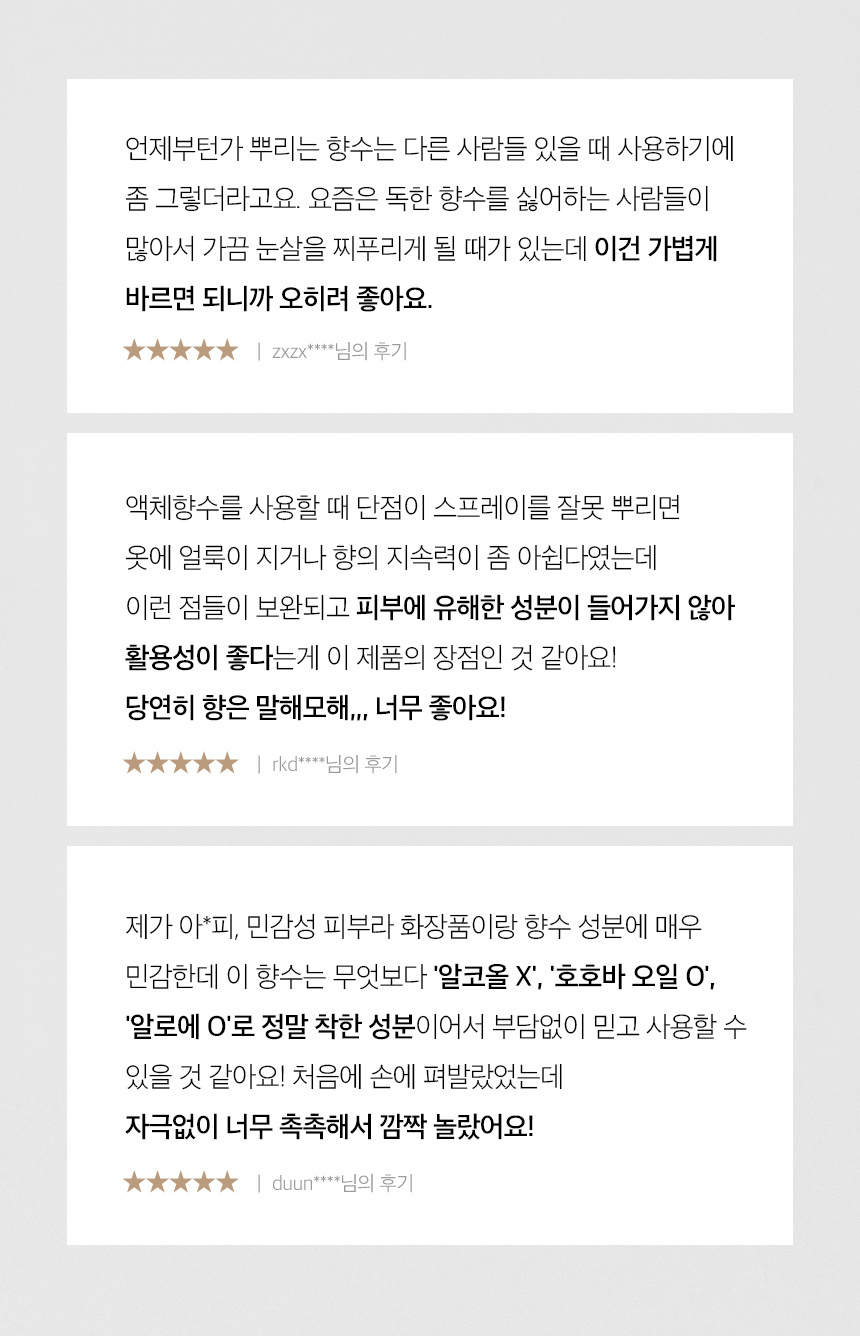 언제부턴가 뿌리는 향수는 다른 사람들 있을 때 사용하기에
좀 그렇더라고요. 요즘은 독한 향수를 싫어하는 사람들이
많아서 가끔 눈살을 찌푸리게 될 때가 있는데 이건 가볍게
바르면 되니까 오히려 좋아요.
★★★★★ | zxzx****님의 후기
액체향수를 사용할 때 단점이 스프레이를 잘못 뿌리면
옷에 얼룩이 지거나 향의 지속력이 좀 아쉽다였는데
이런 점들이 보완되고 피부에 유해한 성분이 들어가지 않아
활용성이 좋다는게 이 제품의 장점인 것 같아요!
당연히 향은 말해모해,,, 너무 좋아요!
★★★★★ | rkd****님의 후기
제가 아*피, 민감성 피부라 화장품이랑 향수 성분에 매우
민감한데 이 향수는 무엇보다 '알코올 X', '호호바 오일 O',
'알로에 O'로 정말 착한 성분이어서 부담없이 믿고 사용할 수
있을 것 같아요! 처음에 손에 펴발랐었는데
자극없이 너무 촉촉해서 깜짝 놀랐어요!
★★★★★ | duun****님의 후기